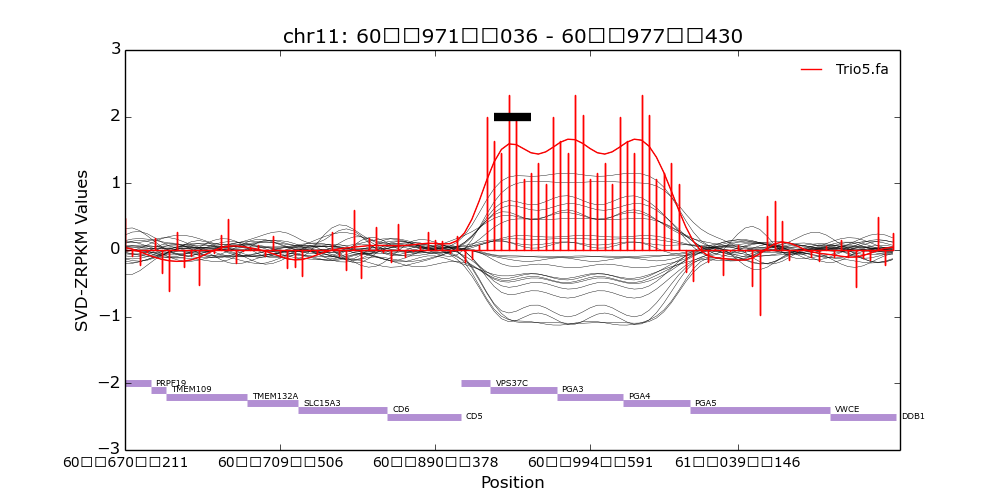 chr11: 60□□971□□036 - 60□□977□□430
3
Trio5.fa
2
1
0
−1
−2
−3
SVD-ZRPKM Values
PRPF19
TMEM109
TMEM132A
SLC15A3
CD6
CD5
VPS37C
PGA3
PGA4
PGA5
VWCE
DDB1
60□□670□□211 60□□709□□506 60□□890□□378 60□□994□□591 61□□039□□146
Position